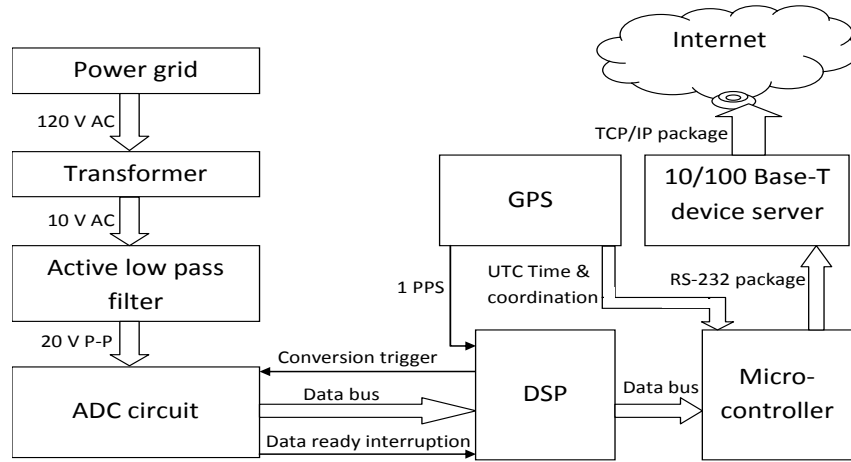 Internet
Power grid
120 V AC
TCP/IP package
Transformer
GPS
10/100 Base-T
device server
10 V AC
Active low pass
filter
1 PPS
UTC Time &
coordination
RS-232 package
20 V P-P
ADC circuit
Conversion trigger
Data bus
Data ready interruption
DSP
Data bus
Micro-
controller